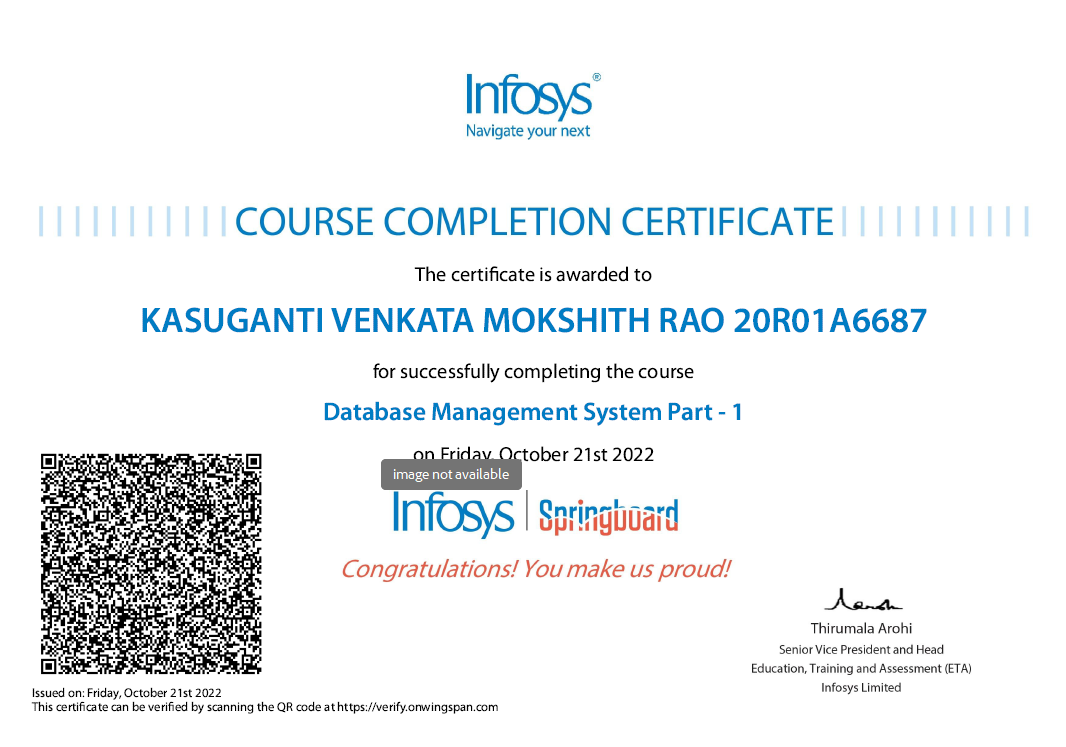 Infosys®
Navigate your next
COURSE COMPLETION CERTIFICATE
The certificate is awarded to
KASUGANTI VENKATA MOKSHITH RAO 20R01A6687
for successfully completing the course
Database Management System Part - 1
on Friday, October 21st 2022
image not available
Infosys | Springboard
Congratulations! You make us proud!
Thirumala Arohi
Senior Vice President and Head
Education, Training and Assessment (ETA)
Infosys Limited
Issued on: Friday, October 21st 2022
This certificate can be verified by scanning the QR code at https://verify.onwingspan.com